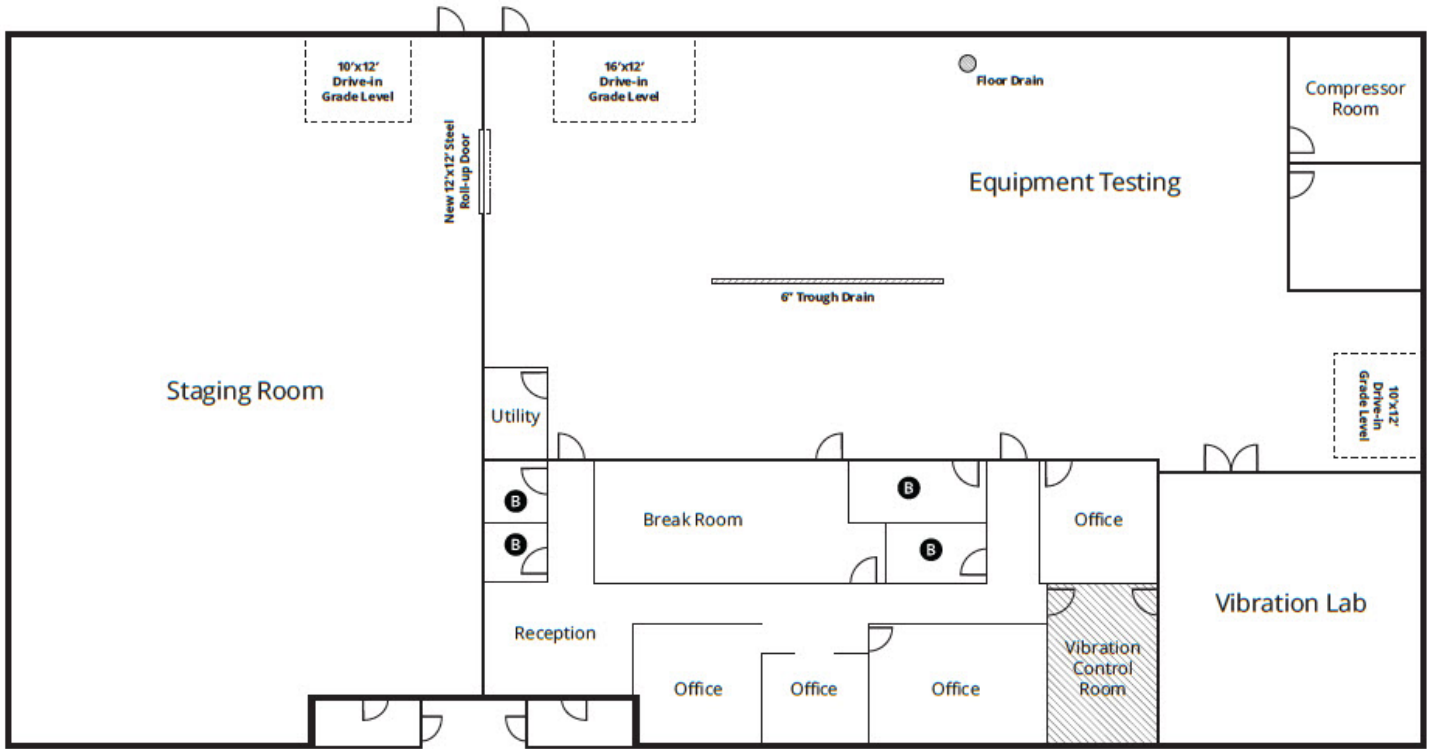 10'x12'
Drive-in
Grade Level
16'x12'
Drive-in
Grade Level
Floor Drain
Compressor
Room
New 12'x12' Steel
Roll-up Door
Equipment Testing
6" Trough Drain
Staging Room
10'x12'
Drive-in
Grade Level
Utility
B
B
Break Room
B
B
Office
Vibration Lab
Reception
Office
Office
Office
Vibration
Control
Room